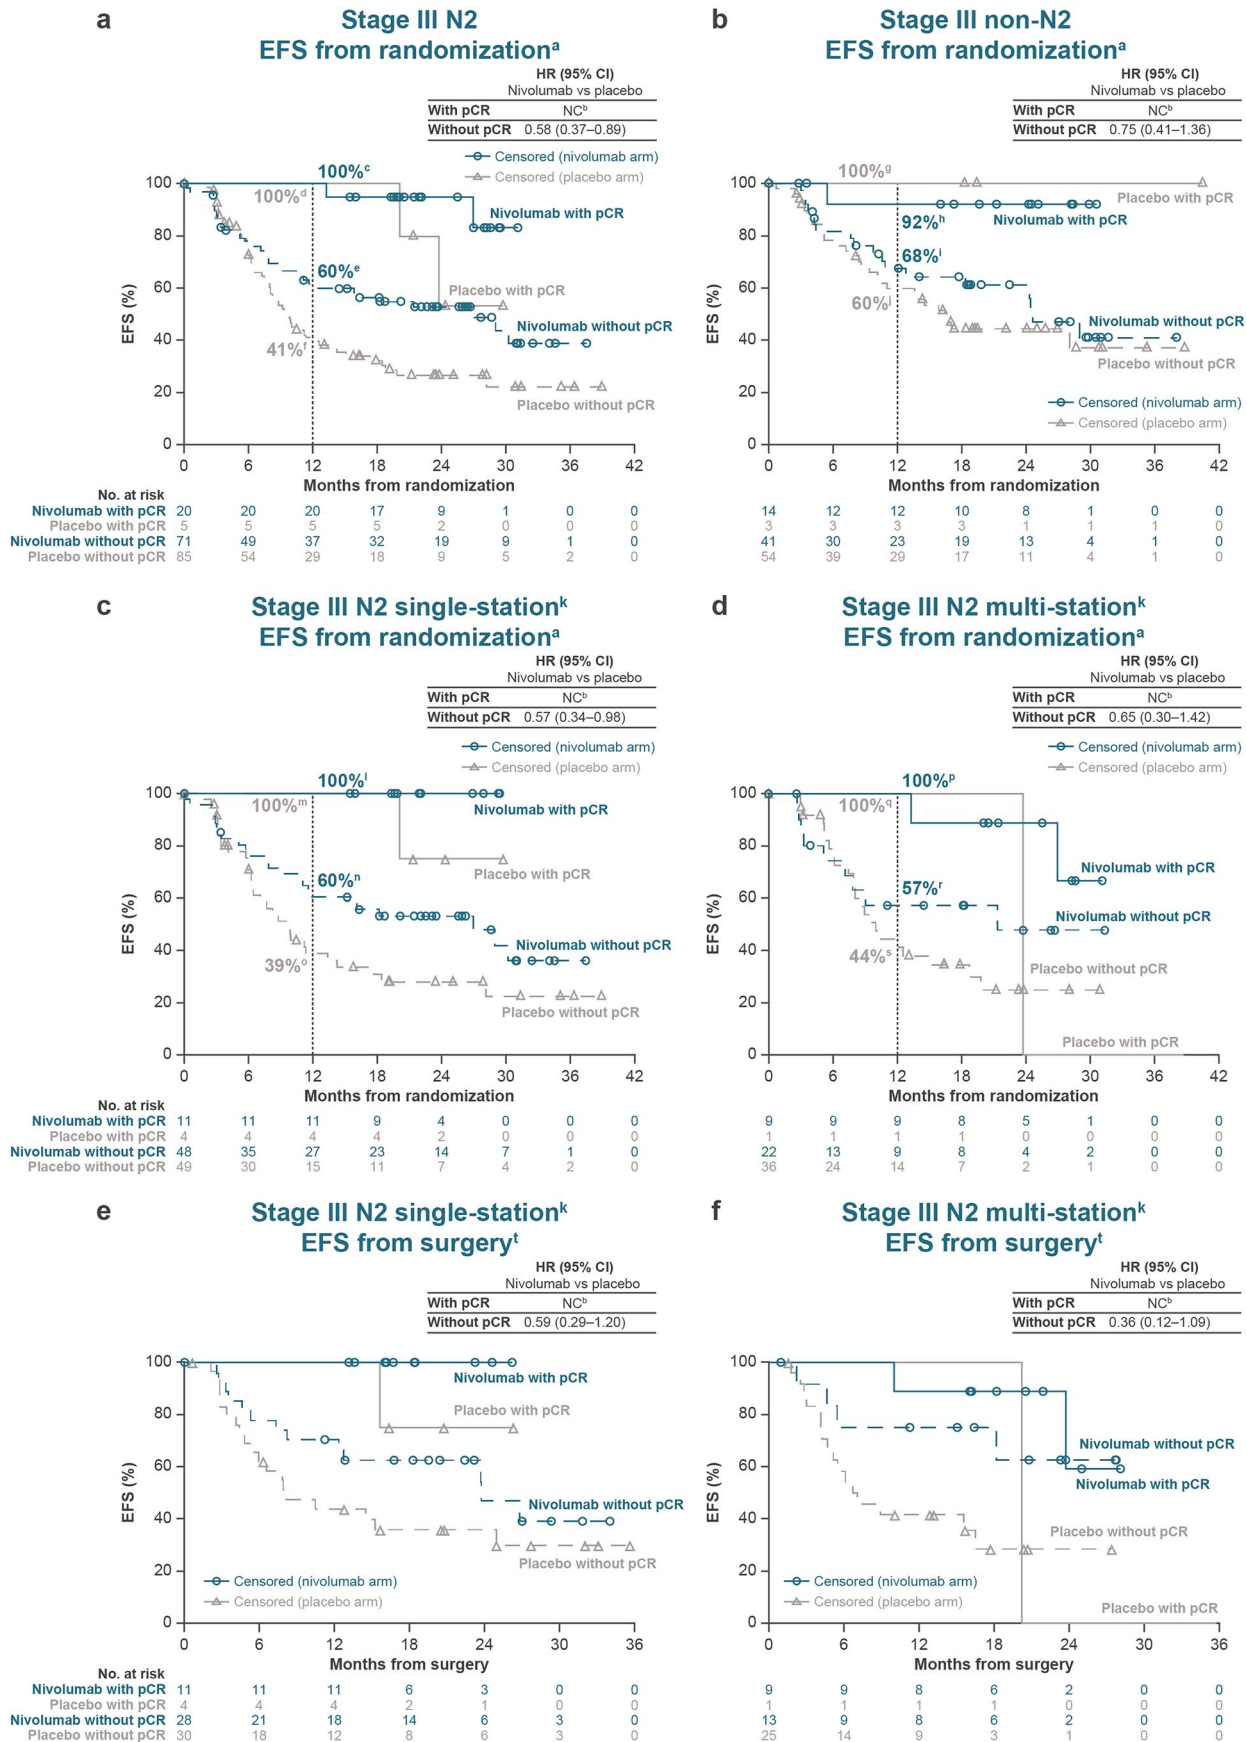 a
Stage III N2
EFS from randomizationᵃ
HR (95% CI)
Nivolumab vs placebo
With pCR NCᵇ
Without pCR 0.58 (0.37–0.89)
Censored (nivolumab arm)
Censored (placebo arm)
100%ᶜ
100%ᵈ
Nivolumab with pCR
60%ᵉ
Placebo with pCR
Nivolumab without pCR
41%ᶠ
Placebo without pCR
EFS (%)
100
80
60
40
20
0
0 6 12 18 24 30 36 42
Months from randomization
No. at risk
Nivolumab with pCR 20 20 20 17 9 1 0 0
Placebo with pCR 5 5 5 5 2 0 0 0
Nivolumab without pCR 71 49 37 32 19 9 1 0
Placebo without pCR 85 54 29 18 9 5 2 0
b
Stage III non-N2
EFS from randomizationᵃ
HR (95% CI)
Nivolumab vs placebo
With pCR NCᵇ
Without pCR 0.75 (0.41–1.36)
100%ᵍ
Placebo with pCR
92%ʰ
Nivolumab with pCR
68%ⁱ
60%ʲ
Nivolumab without pCR
Placebo without pCR
Censored (nivolumab arm)
Censored (placebo arm)
EFS (%)
100
80
60
40
20
0
0 6 12 18 24 30 36 42
Months from randomization
14 12 12 10 8 1 0 0
3 3 3 3 1 1 1 0
41 30 23 19 13 4 1 0
54 39 29 17 11 4 1 0
c
Stage III N2 single-stationᵏ
EFS from randomizationᵃ
HR (95% CI)
Nivolumab vs placebo
With pCR NCᵇ
Without pCR 0.57 (0.34–0.98)
Censored (nivolumab arm)
Censored (placebo arm)
100%ˡ
100%ᵐ
Nivolumab with pCR
Placebo with pCR
60%ⁿ
Nivolumab without pCR
39%ᵒ
Placebo without pCR
EFS (%)
100
80
60
40
20
0
0 6 12 18 24 30 36 42
Months from randomization
No. at risk
Nivolumab with pCR 11 11 11 9 4 0 0 0
Placebo with pCR 4 4 4 4 2 0 0 0
Nivolumab without pCR 48 35 27 23 14 7 1 0
Placebo without pCR 49 30 15 11 7 4 2 0
d
Stage III N2 multi-stationᵏ
EFS from randomizationᵃ
HR (95% CI)
Nivolumab vs placebo
With pCR NCᵇ
Without pCR 0.65 (0.30–1.42)
Censored (nivolumab arm)
Censored (placebo arm)
100%ᵖ
100%q
Nivolumab with pCR
57%ʳ
Nivolumab without pCR
44%ˢ
Placebo without pCR
Placebo with pCR
EFS (%)
100
80
60
40
20
0
0 6 12 18 24 30 36 42
Months from randomization
9 9 9 8 5 1 0 0
1 1 1 1 0 0 0 0
22 13 9 8 4 2 0 0
36 24 14 7 2 1 0 0
e
Stage III N2 single-stationᵏ
EFS from surgeryᵗ
HR (95% CI)
Nivolumab vs placebo
With pCR NCᵇ
Without pCR 0.59 (0.29–1.20)
Nivolumab with pCR
Placebo with pCR
Nivolumab without pCR
Placebo without pCR
Censored (nivolumab arm)
Censored (placebo arm)
EFS (%)
100
80
60
40
20
0
0 6 12 18 24 30 36
Months from surgery
No. at risk
Nivolumab with pCR 11 11 11 6 3 0 0
Placebo with pCR 4 4 4 2 1 0 0
Nivolumab without pCR 28 21 18 14 6 3 0
Placebo without pCR 30 18 12 8 6 3 0
f
Stage III N2 multi-stationᵏ
EFS from surgeryᵗ
HR (95% CI)
Nivolumab vs placebo
With pCR NCᵇ
Without pCR 0.36 (0.12–1.09)
Nivolumab without pCR
Nivolumab with pCR
Placebo without pCR
Censored (nivolumab arm)
Censored (placebo arm)
Placebo with pCR
EFS (%)
100
80
60
40
20
0
0 6 12 18 24 30 36
Months from surgery
9 9 8 6 2 0 0
1 1 1 1 0 0 0
13 9 8 6 2 0 0
25 14 9 3 1 0 0